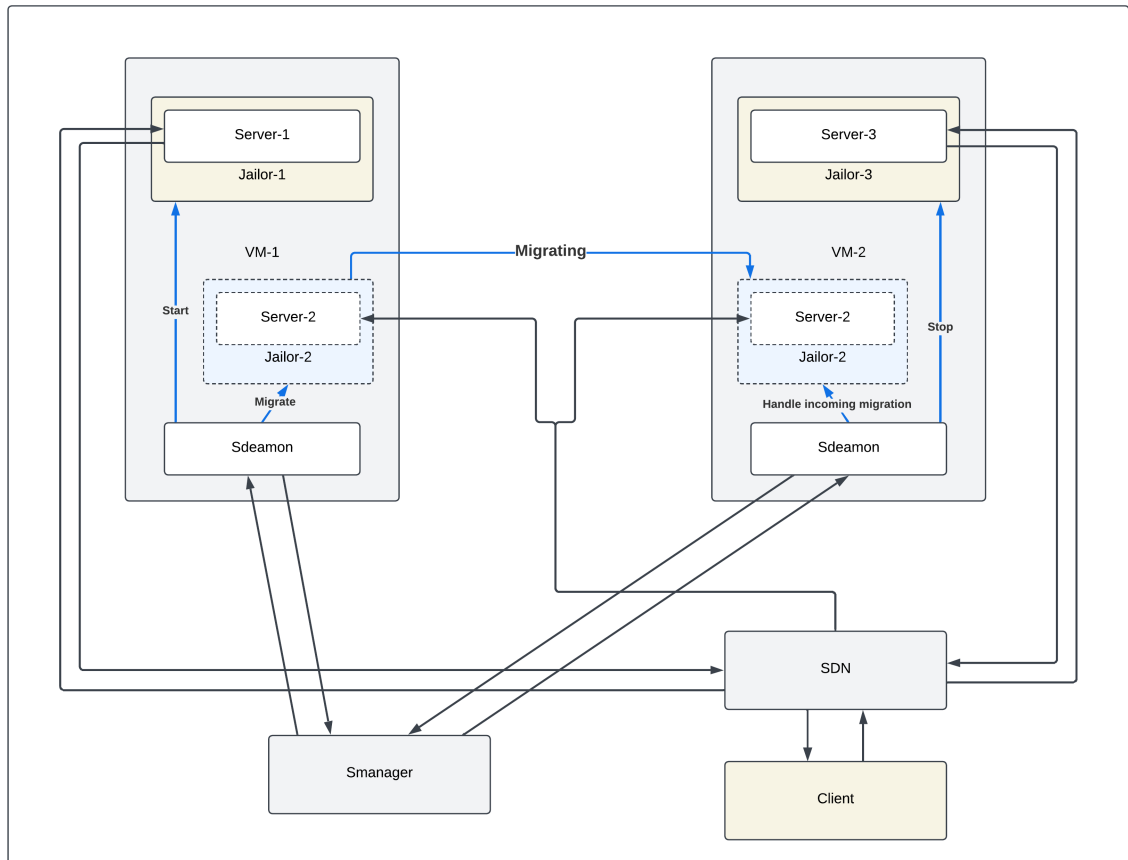 Server-1
Jailor-1
Server-3
Jailor-3
VM-1
Migrating
VM-2
Start
Server-2
Jailor-2
Server-2
Jailor-2
Stop
Migrate
Handle incoming migration
Sdeamon
Sdeamon
SDN
Smanager
Client